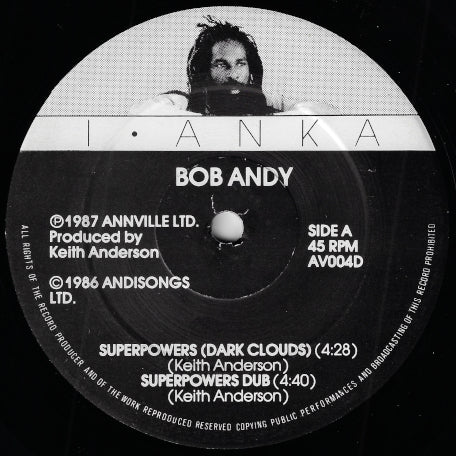 I • ANKA
BOB ANDY
℗1987 ANNVILLE LTD.
Produced by
Keith Anderson
SIDE A
45 RPM
AV004D
©1986 ANDISONGS
LTD.
SUPERPOWERS (DARK CLOUDS) (4:28)
(Keith Anderson)
SUPERPOWERS DUB (4:40)
(Keith Anderson)
ALL RIGHTS OF THE RECORD PRODUCER AND OF THE WORK REPRODUCED RESERVED COPYING PUBLIC PERFORMANCES AND BROADCASTING OF THIS RECORD PROHIBITED